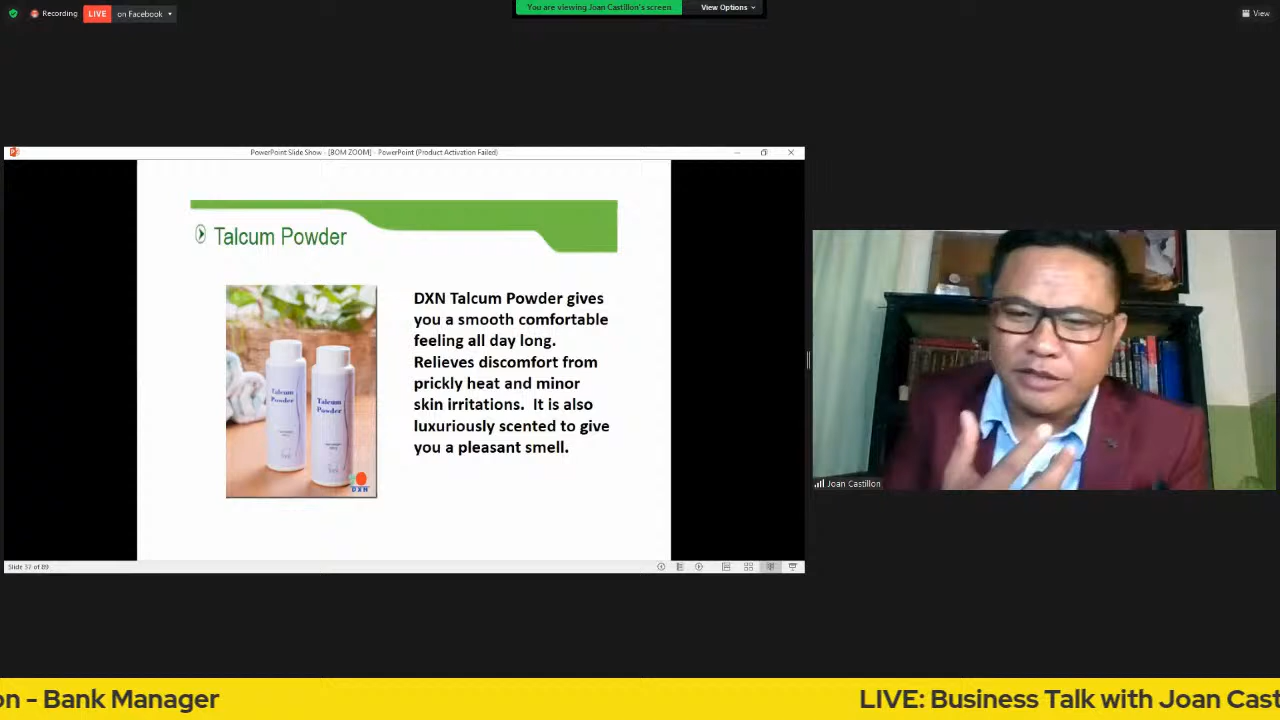 Recording
LIVE
on Facebook
You are viewing Joan Castillon's screen
View Options
View
PowerPoint Slide Show - [BOM ZOOM] - PowerPoint (Product Activation Failed)
Talcum Powder
DXN Talcum Powder gives
you a smooth comfortable
feeling all day long.
Relieves discomfort from
prickly heat and minor
skin irritations. It is also
luxuriously scented to give
you a pleasant smell.
Talcum
Powder
Talcum
Powder
DXN
Joan Castillon
Slide 37 of 89
on - Bank Manager
LIVE: Business Talk with Joan Cast